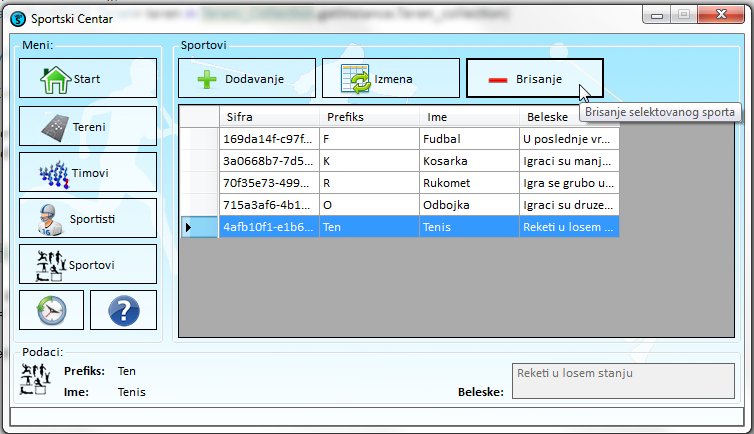 Sportski Centar
Meni:
Start
Tereni
Timovi
Sportisti
Sportovi
Sportovi
Dodavanje Izmena Brisanje
Brisanje selektovanog sporta
Sifra Prefiks Ime Beleske
169da14f-c97f... F Fudbal U poslednje vr...
3a0668b7-7d5... K Kosarka Igraci su manj...
70f35e73-499... R Rukomet Igra se grubo u...
715a3af6-4b1... O Odbojka Igraci su druze...
4afb10f1-e1b6... Ten Tenis Reketi u losem ...
Podaci:
Prefiks: Ten
Ime: Tenis
Beleske: Reketi u losem stanju